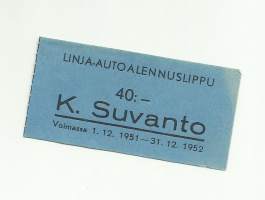 LINJA-AUTOALENNUSLIPPU
40:–
K. Suvanto
Voimassa 1. 12. 1951—31. 12. 1952